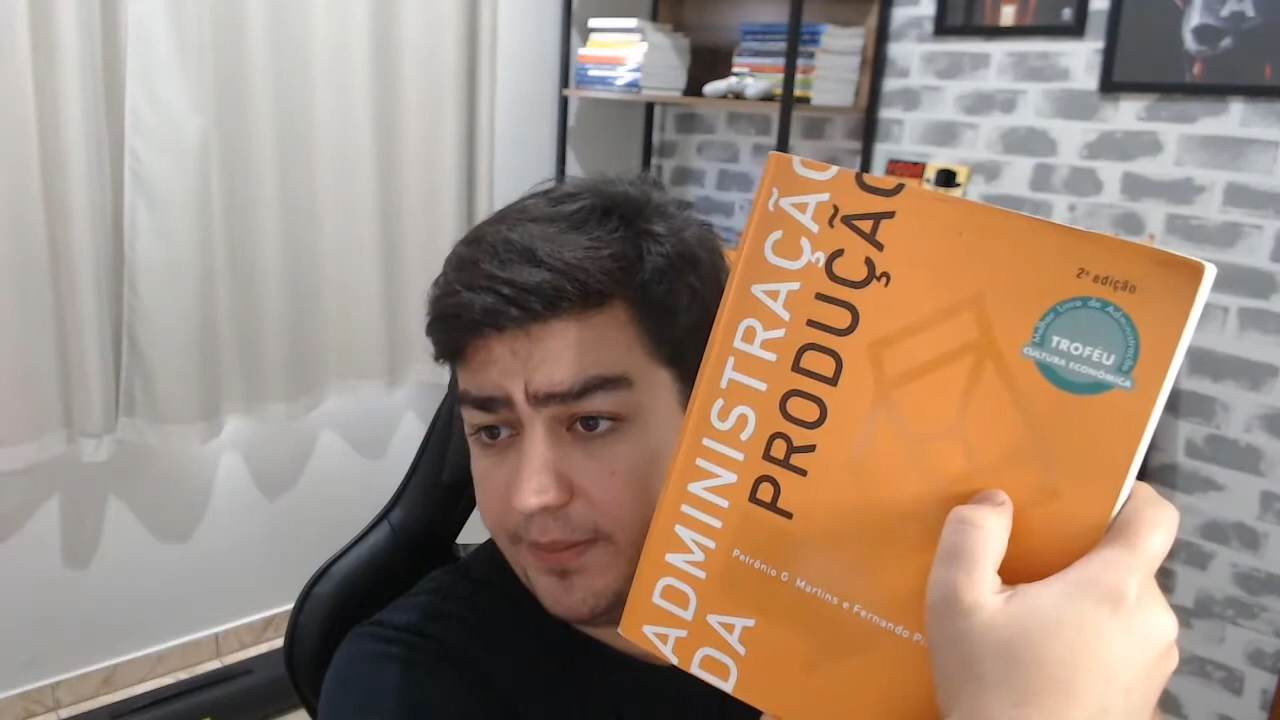 ADMINISTRAÇÃO
DA PRODUÇÃO
2ª edição
Melhor Livro de Administração
TROFÉU
CULTURA ECONÔMICA
Petrônio G Martins e Fernando P